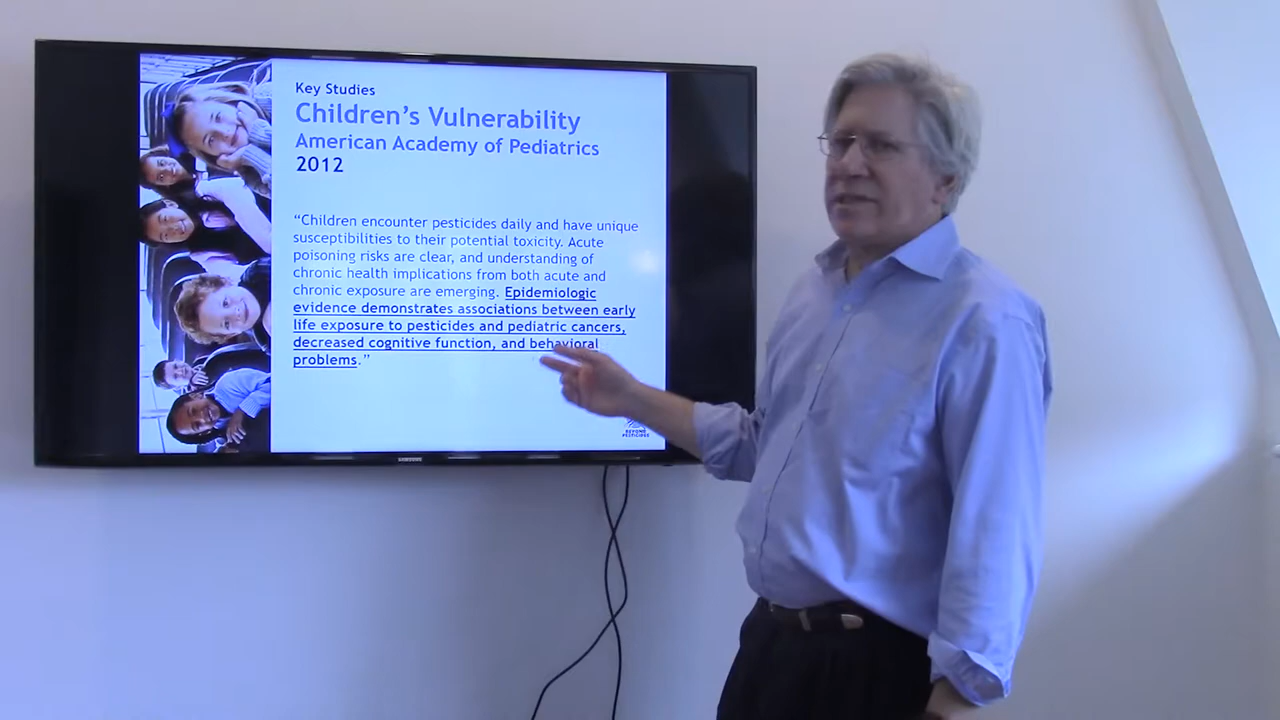 Key Studies
Children's Vulnerability
American Academy of Pediatrics
2012
“Children encounter pesticides daily and have unique
susceptibilities to their potential toxicity. Acute
poisoning risks are clear, and understanding of
chronic health implications from both acute and
chronic exposure are emerging. Epidemiologic
evidence demonstrates associations between early
life exposure to pesticides and pediatric cancers,
decreased cognitive function, and behavioral
problems.”
BEYOND
PESTICIDES
SAMSUNG